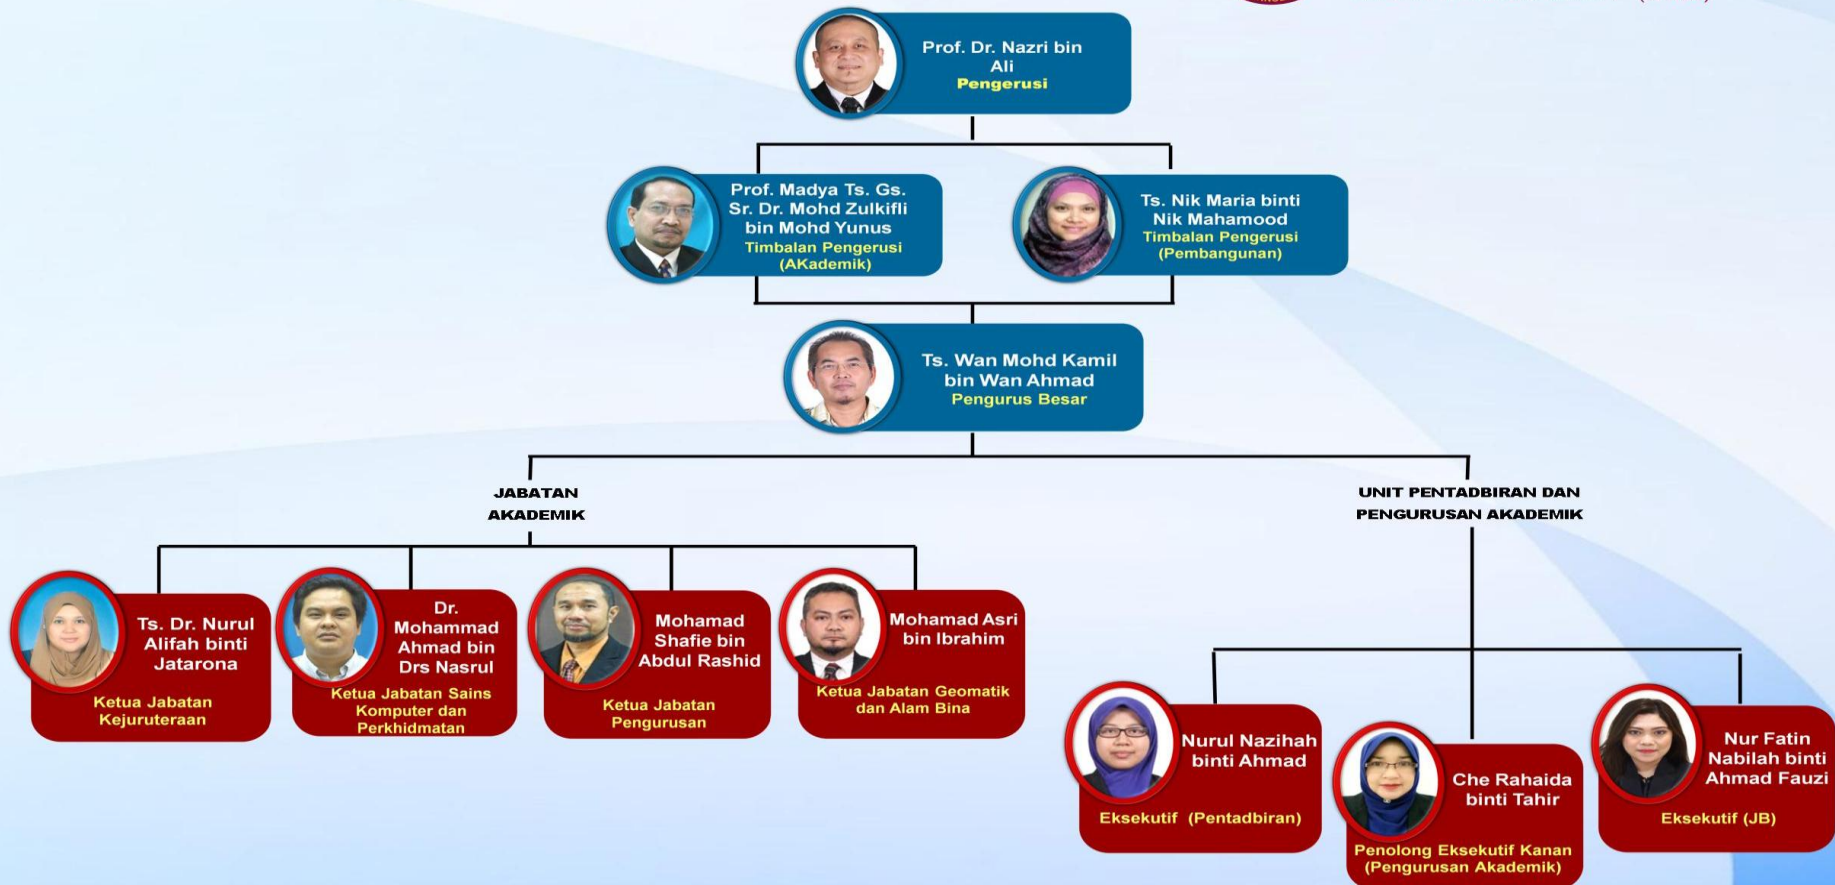 Prof. Dr. Nazri bin
Ali
Pengerusi
Prof. Madya Ts. Gs.
Sr. Dr. Mohd Zulkifli
bin Mohd Yunus
Timbalan Pengerusi
(AKademik)
Ts. Nik Maria binti
Nik Mahamood
Timbalan Pengerusi
(Pembangunan)
Ts. Wan Mohd Kamil
bin Wan Ahmad
Pengurus Besar
JABATAN
AKADEMIK
UNIT PENTADBIRAN DAN
PENGURUSAN AKADEMIK
Ts. Dr. Nurul
Alifah binti
Jatarona
Ketua Jabatan
Kejuruteraan
Dr.
Mohammad
Ahmad bin
Drs Nasrul
Ketua Jabatan Sains
Komputer dan
Perkhidmatan
Mohamad
Shafie bin
Abdul Rashid
Ketua Jabatan
Pengurusan
Mohamad Asri
bin Ibrahim
Ketua Jabatan Geomatik
dan Alam Bina
Nurul Nazihah
binti Ahmad
Eksekutif (Pentadbiran)
Che Rahaida
binti Tahir
Penolong Eksekutif Kanan
(Pengurusan Akademik)
Nur Fatin
Nabilah binti
Ahmad Fauzi
Eksekutif (JB)